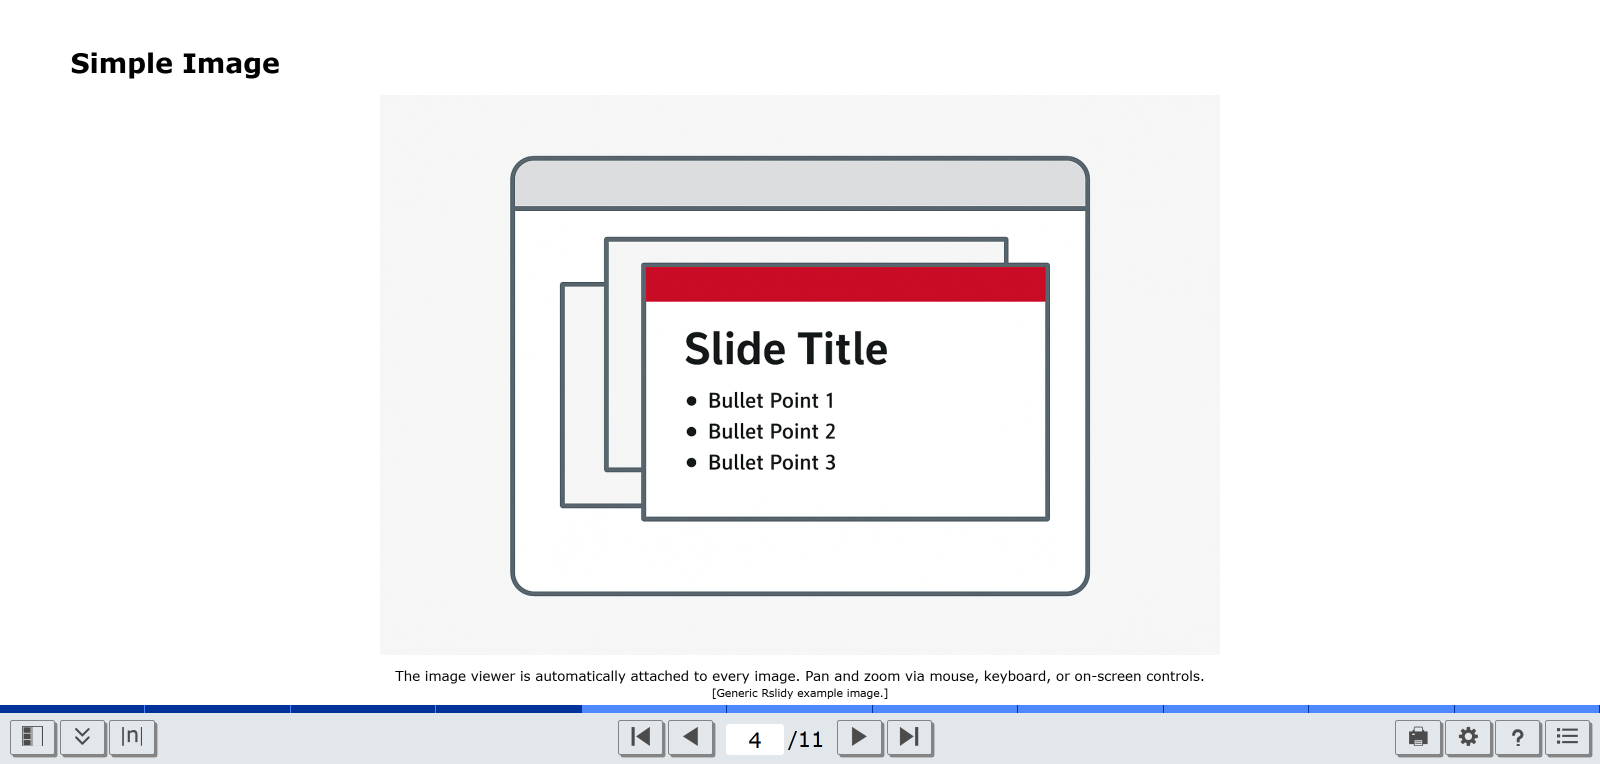 Simple Image
Slide Title
• Bullet Point 1
• Bullet Point 2
• Bullet Point 3
The image viewer is automatically attached to every image. Pan and zoom via mouse, keyboard, or on-screen controls.
[Generic Rslidy example image.]
|n| 4 /11 ?